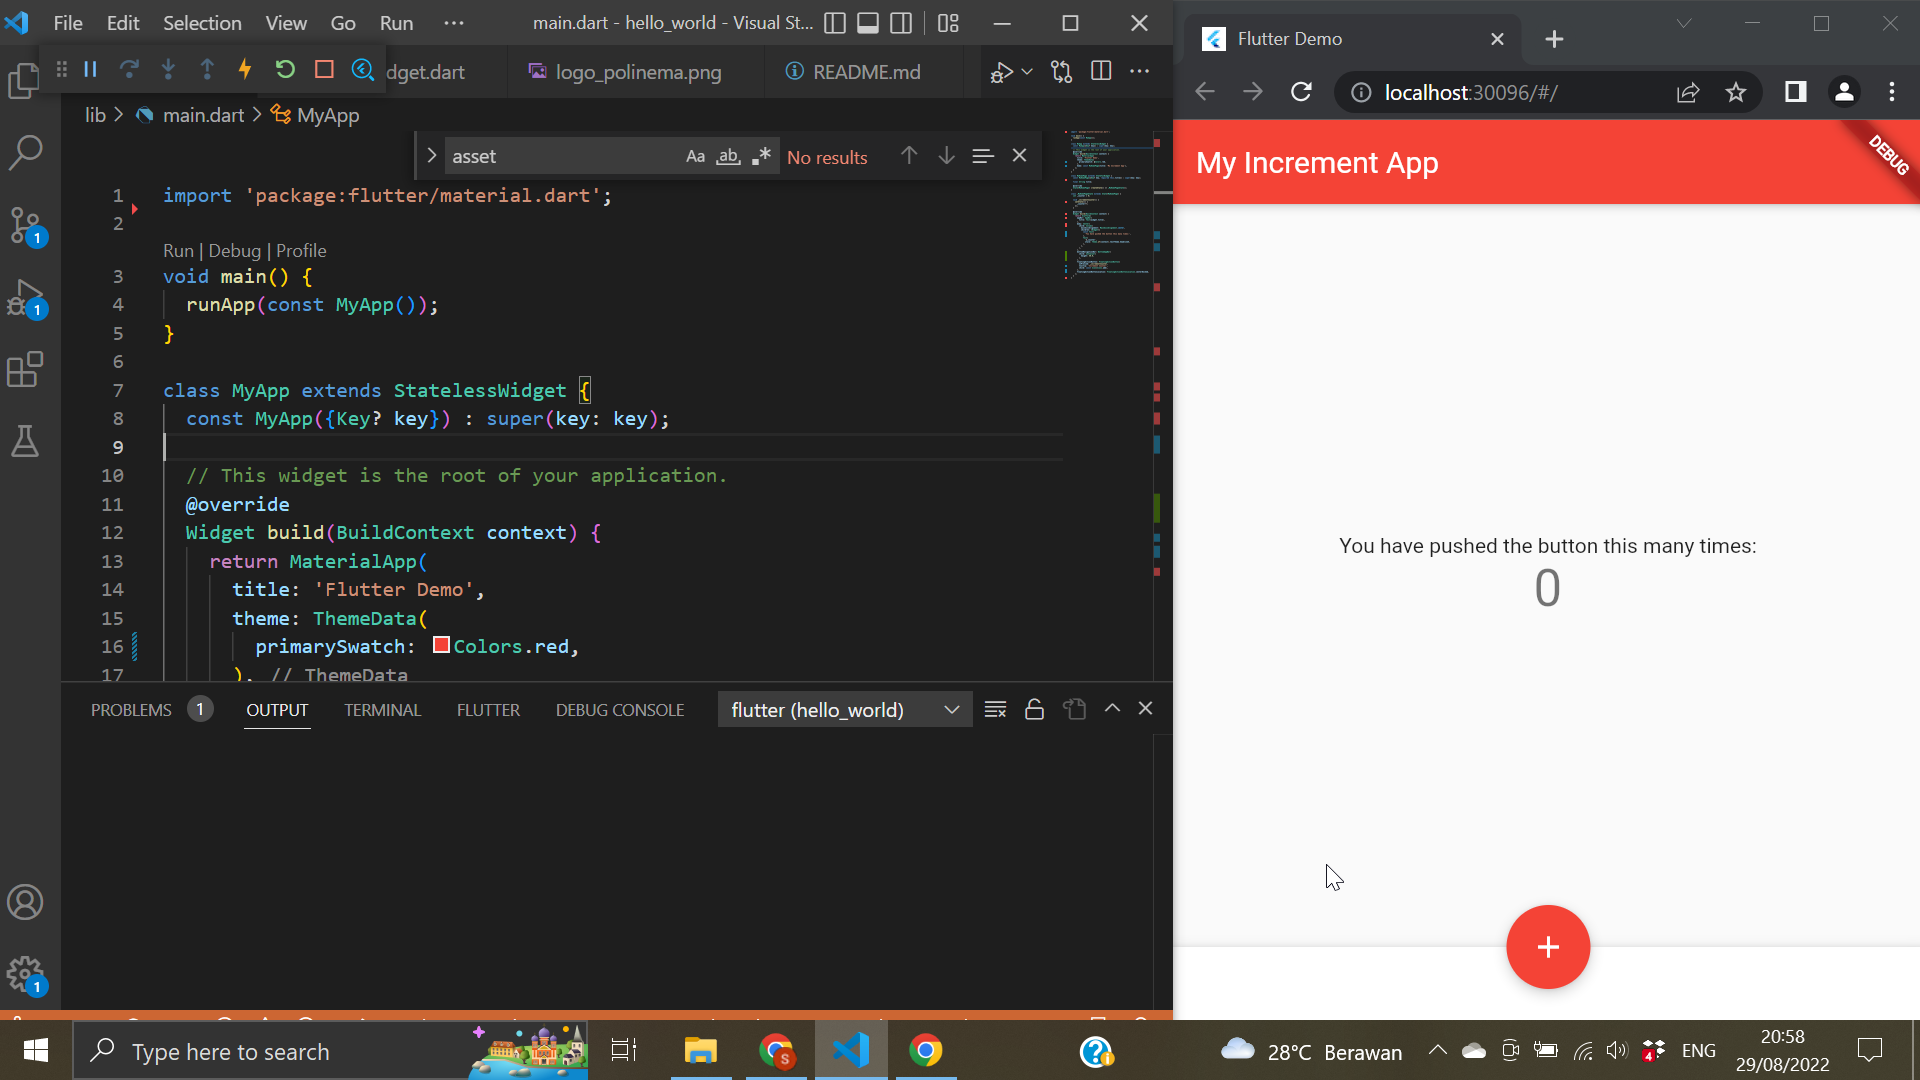 File Edit Selection View Go Run ··· main.dart - hello_world - Visual St...
dget.dart logo_polinema.png README.md
lib > main.dart > MyApp
asset Aa ab .* No results
1 import 'package:flutter/material.dart';
2
Run | Debug | Profile
3 void main() {
4 runApp(const MyApp());
5 }
6
7 class MyApp extends StatelessWidget {
8 const MyApp({Key? key}) : super(key: key);
9
10 // This widget is the root of your application.
11 @override
12 Widget build(BuildContext context) {
13 return MaterialApp(
14 title: 'Flutter Demo',
15 theme: ThemeData(
16 primarySwatch: Colors.red,
17 ), // ThemeData
PROBLEMS 1 OUTPUT TERMINAL FLUTTER DEBUG CONSOLE flutter (hello_world)
1
1
1
Flutter Demo
localhost:30096/#/
My Increment App
DEBUG
You have pushed the button this many times:
0
+
Type here to search
S
28°C Berawan
4
ENG
20:58
29/08/2022